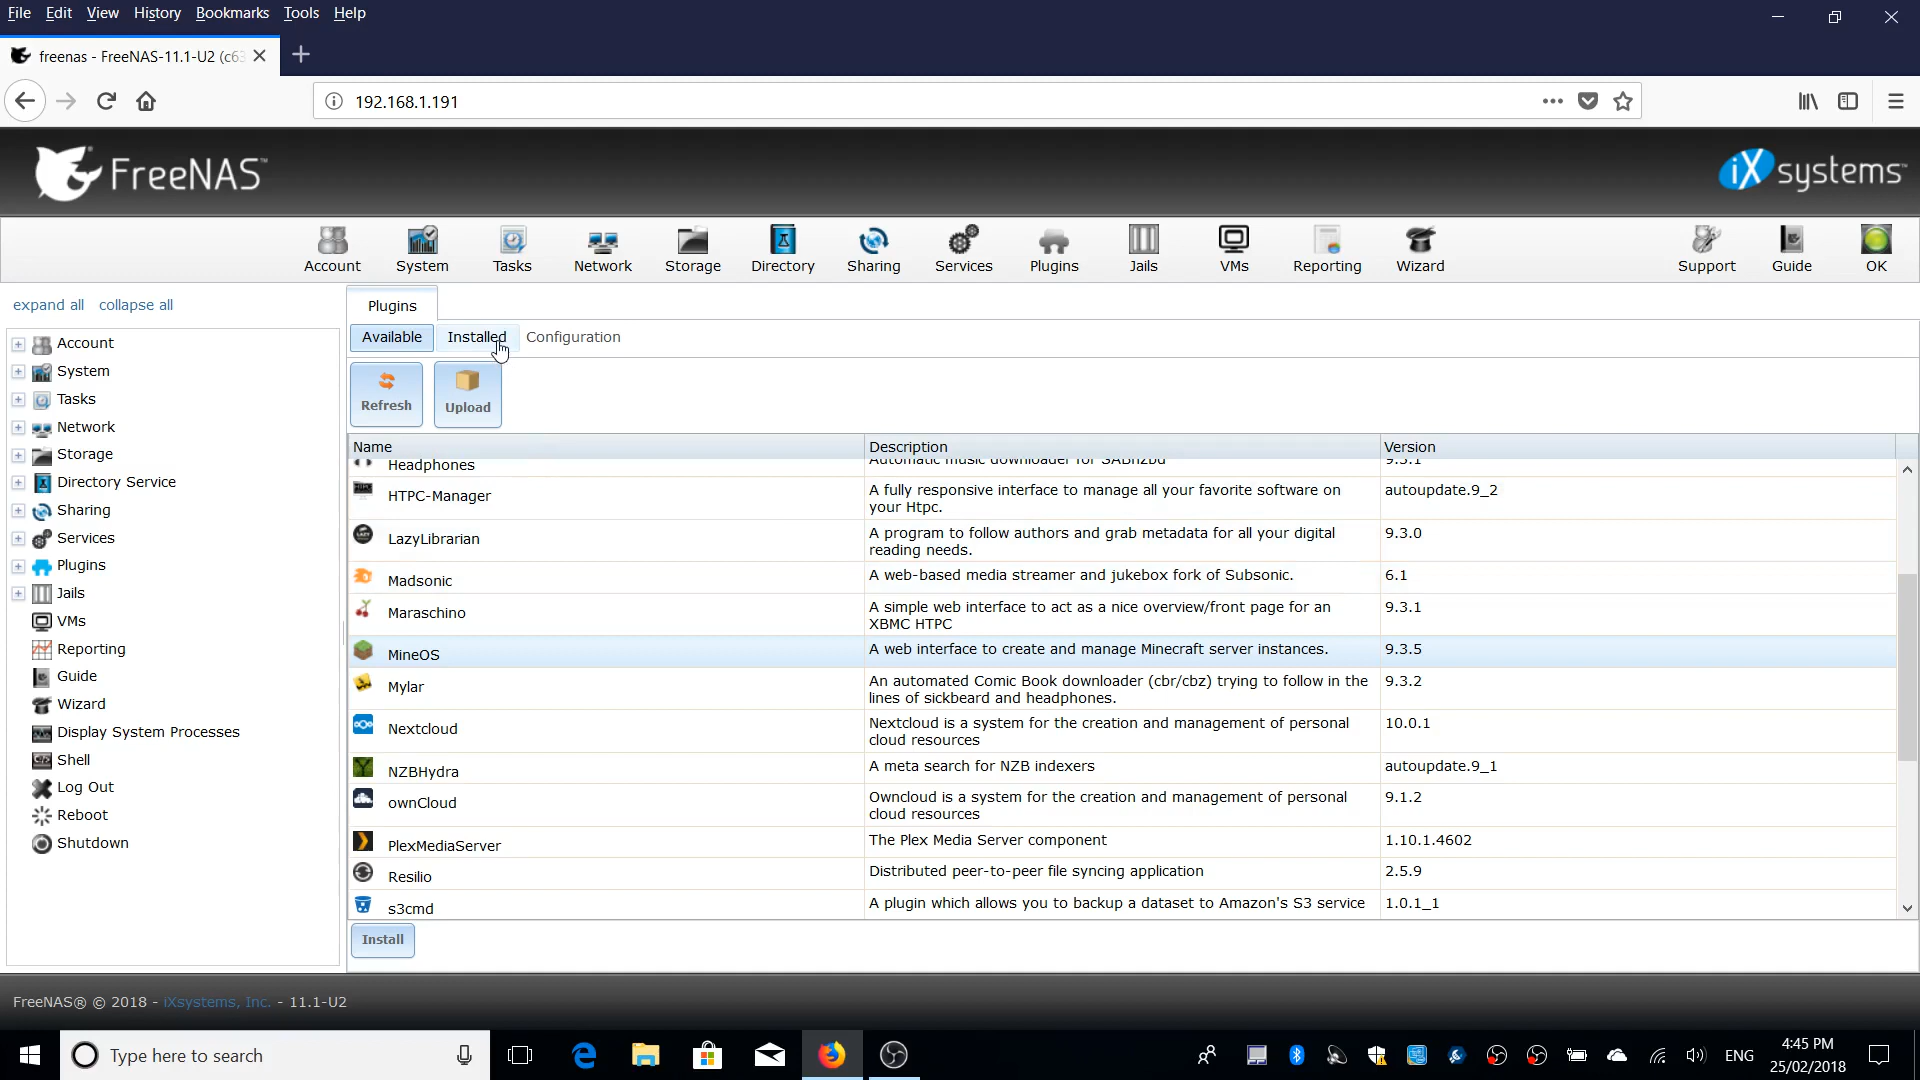 File Edit View History Bookmarks Tools Help
freenas - FreeNAS-11.1-U2 (c63
192.168.1.191
FreeNAS™
iXsystems™
Account System Tasks Network Storage Directory Sharing Services Plugins Jails VMs Reporting Wizard Support Guide OK
expand all collapse all
Account
System
Tasks
Network
Storage
Directory Service
Sharing
Services
Plugins
Jails
VMs
Reporting
Guide
Wizard
Display System Processes
Shell
Log Out
Reboot
Shutdown
Plugins
Available Installed Configuration
Refresh Upload
Name Description Version
Headphones Automatic music downloader for SABnzbd 9.3.1
HTPC-Manager A fully responsive interface to manage all your favorite software on autoupdate.9_2
your Htpc.
LazyLibrarian A program to follow authors and grab metadata for all your digital 9.3.0
reading needs.
Madsonic A web-based media streamer and jukebox fork of Subsonic. 6.1
Maraschino A simple web interface to act as a nice overview/front page for an 9.3.1
XBMC HTPC
MineOS A web interface to create and manage Minecraft server instances. 9.3.5
Mylar An automated Comic Book downloader (cbr/cbz) trying to follow in the 9.3.2
lines of sickbeard and headphones.
Nextcloud Nextcloud is a system for the creation and management of personal 10.0.1
cloud resources
NZBHydra A meta search for NZB indexers autoupdate.9_1
ownCloud Owncloud is a system for the creation and management of personal 9.1.2
cloud resources
PlexMediaServer The Plex Media Server component 1.10.1.4602
Resilio Distributed peer-to-peer file syncing application 2.5.9
s3cmd A plugin which allows you to backup a dataset to Amazon's S3 service 1.0.1_1
Install
FreeNAS® © 2018 - iXsystems, Inc. - 11.1-U2
Type here to search
ENG
4:45 PM
25/02/2018